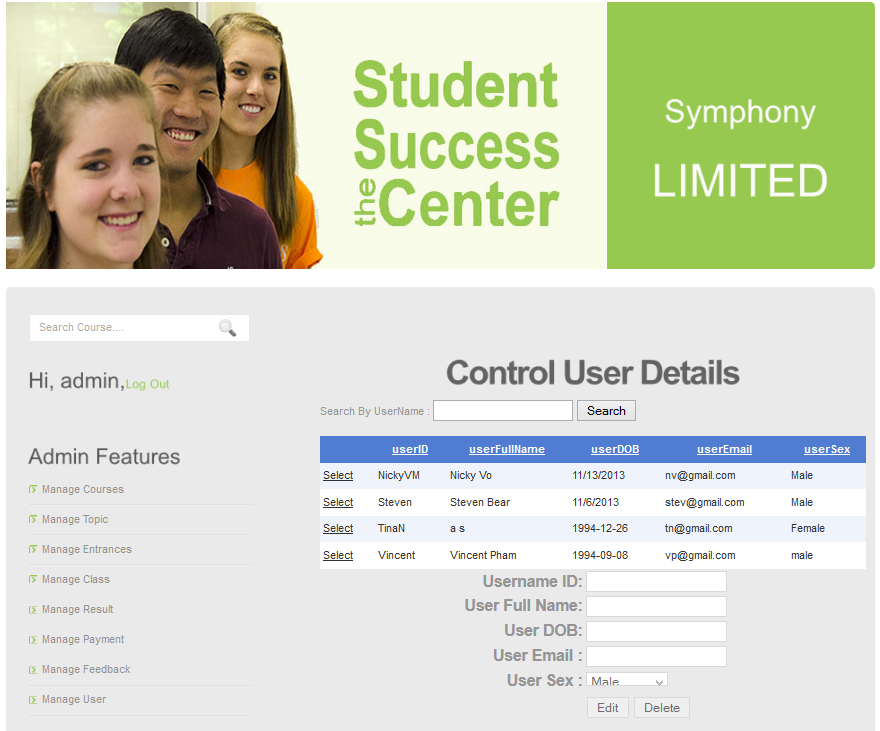 Student
Success
the Center
Symphony
LIMITED
Search Course....
Hi, admin,Log Out
Admin Features
Manage Courses
Manage Topic
Manage Entrances
Manage Class
Manage Result
Manage Payment
Manage Feedback
Manage User
Control User Details
Search By UserName : Search
userID userFullName userDOB userEmail userSex
Select NickyVM Nicky Vo 11/13/2013 nv@gmail.com Male
Select Steven Steven Bear 11/6/2013 stev@gmail.com Male
Select TinaN a s 1994-12-26 tn@gmail.com Female
Select Vincent Vincent Pham 1994-09-08 vp@gmail.com male
Username ID:
User Full Name:
User DOB:
User Email :
User Sex : Male
Edit Delete